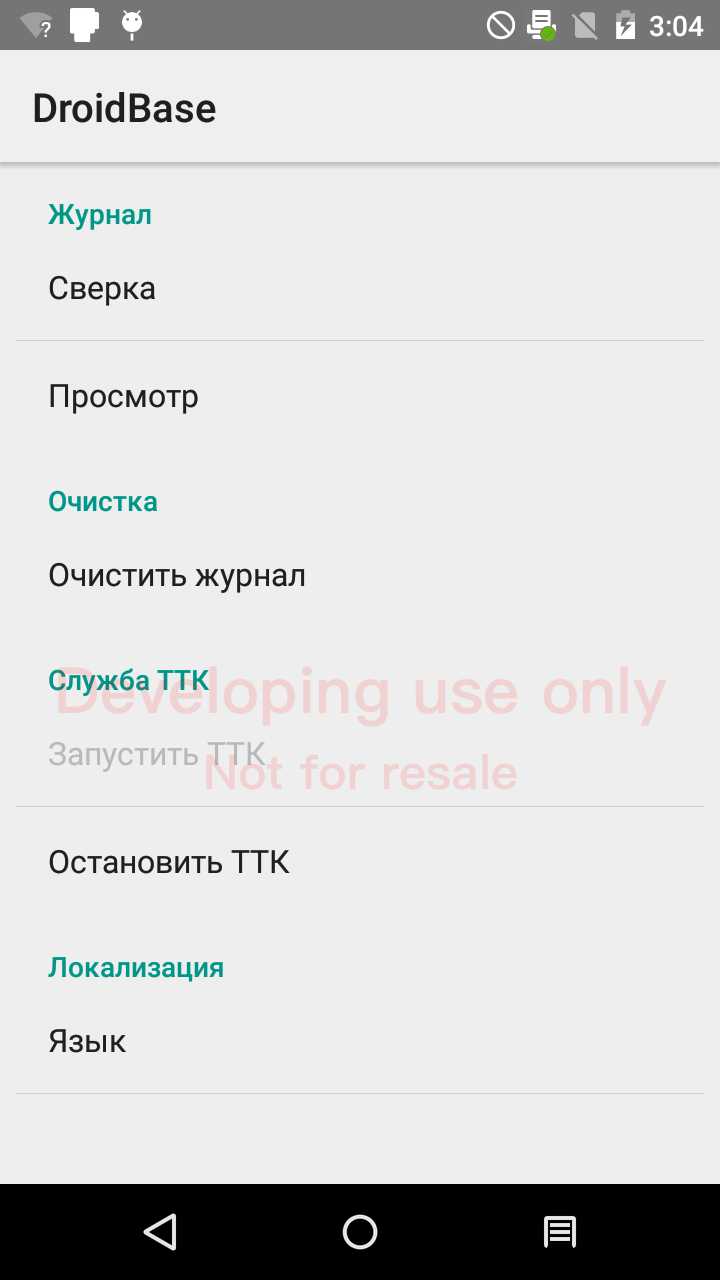 3:04
DroidBase
Журнал
Сверка
Просмотр
Очистка
Очистить журнал
Служба ТТК
Developing use only
Запустить ТТК
Not for resale
Остановить ТТК
Локализация
Язык